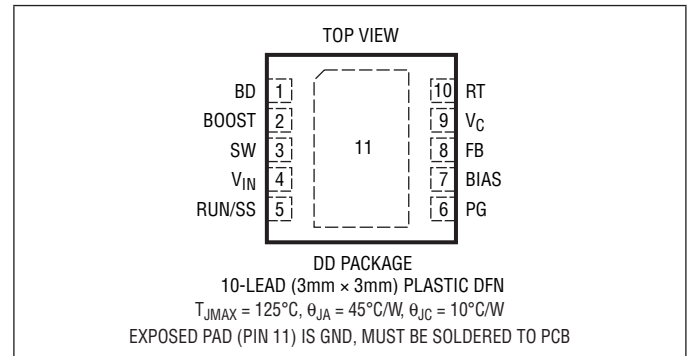 TOP VIEW
BD 1
BOOST 2
SW 3
VIN 4
RUN/SS 5
11
10 RT
9 VC
8 FB
7 BIAS
6 PG
DD PACKAGE
10-LEAD (3mm × 3mm) PLASTIC DFN
TJMAX = 125°C, θJA = 45°C/W, θJC = 10°C/W
EXPOSED PAD (PIN 11) IS GND, MUST BE SOLDERED TO PCB